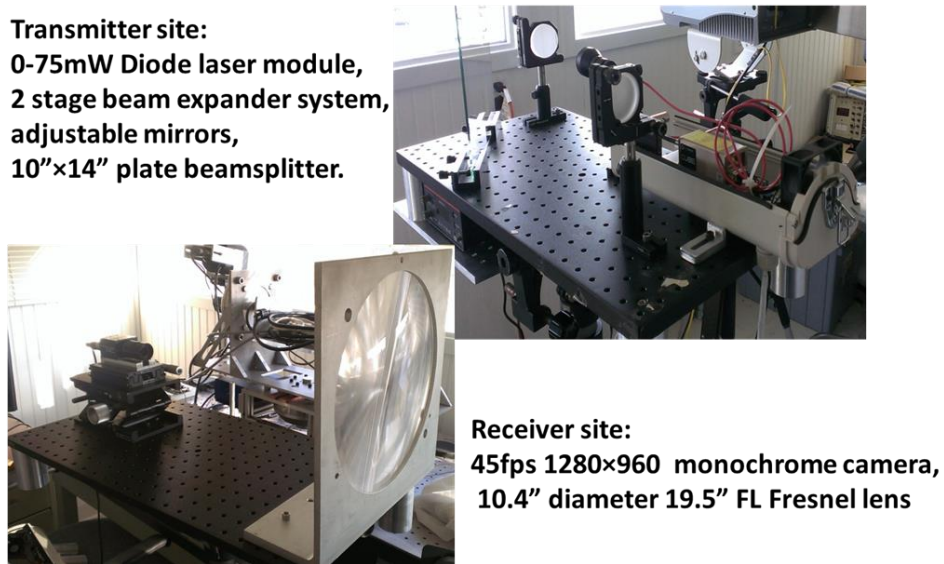 Transmitter site:
0-75mW Diode laser module,
2 stage beam expander system,
adjustable mirrors,
10”×14” plate beamsplitter.
Receiver site:
45fps 1280×960 monochrome camera,
10.4” diameter 19.5” FL Fresnel lens